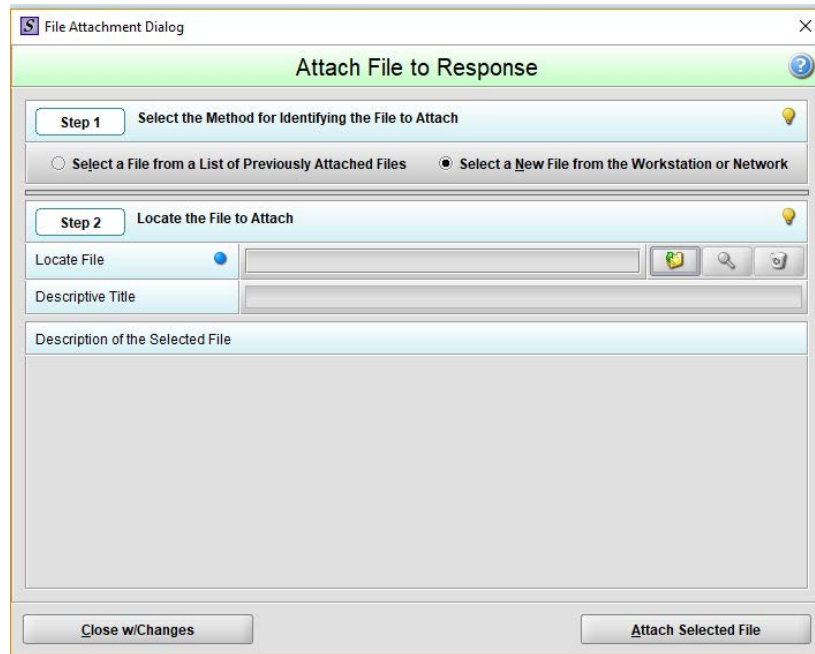 S File Attachment Dialog
Attach File to Response
Step 1 Select the Method for Identifying the File to Attach
Select a File from a List of Previously Attached Files Select a New File from the Workstation or Network
Step 2 Locate the File to Attach
Locate File
Descriptive Title
Description of the Selected File
Close w/Changes Attach Selected File